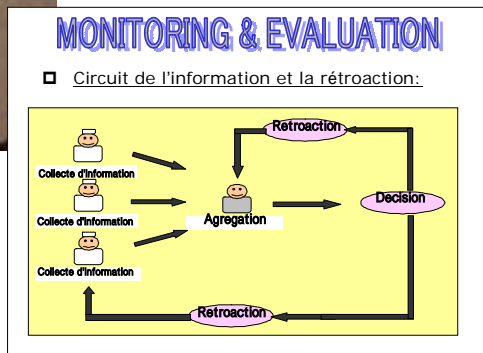 MONITORING & EVALUATION
Circuit de l'information et la rétroaction:
Retroaction
Collecte d'Information
Collecte d'Information
Agregation
Decision
Collecte d'Information
Retroaction